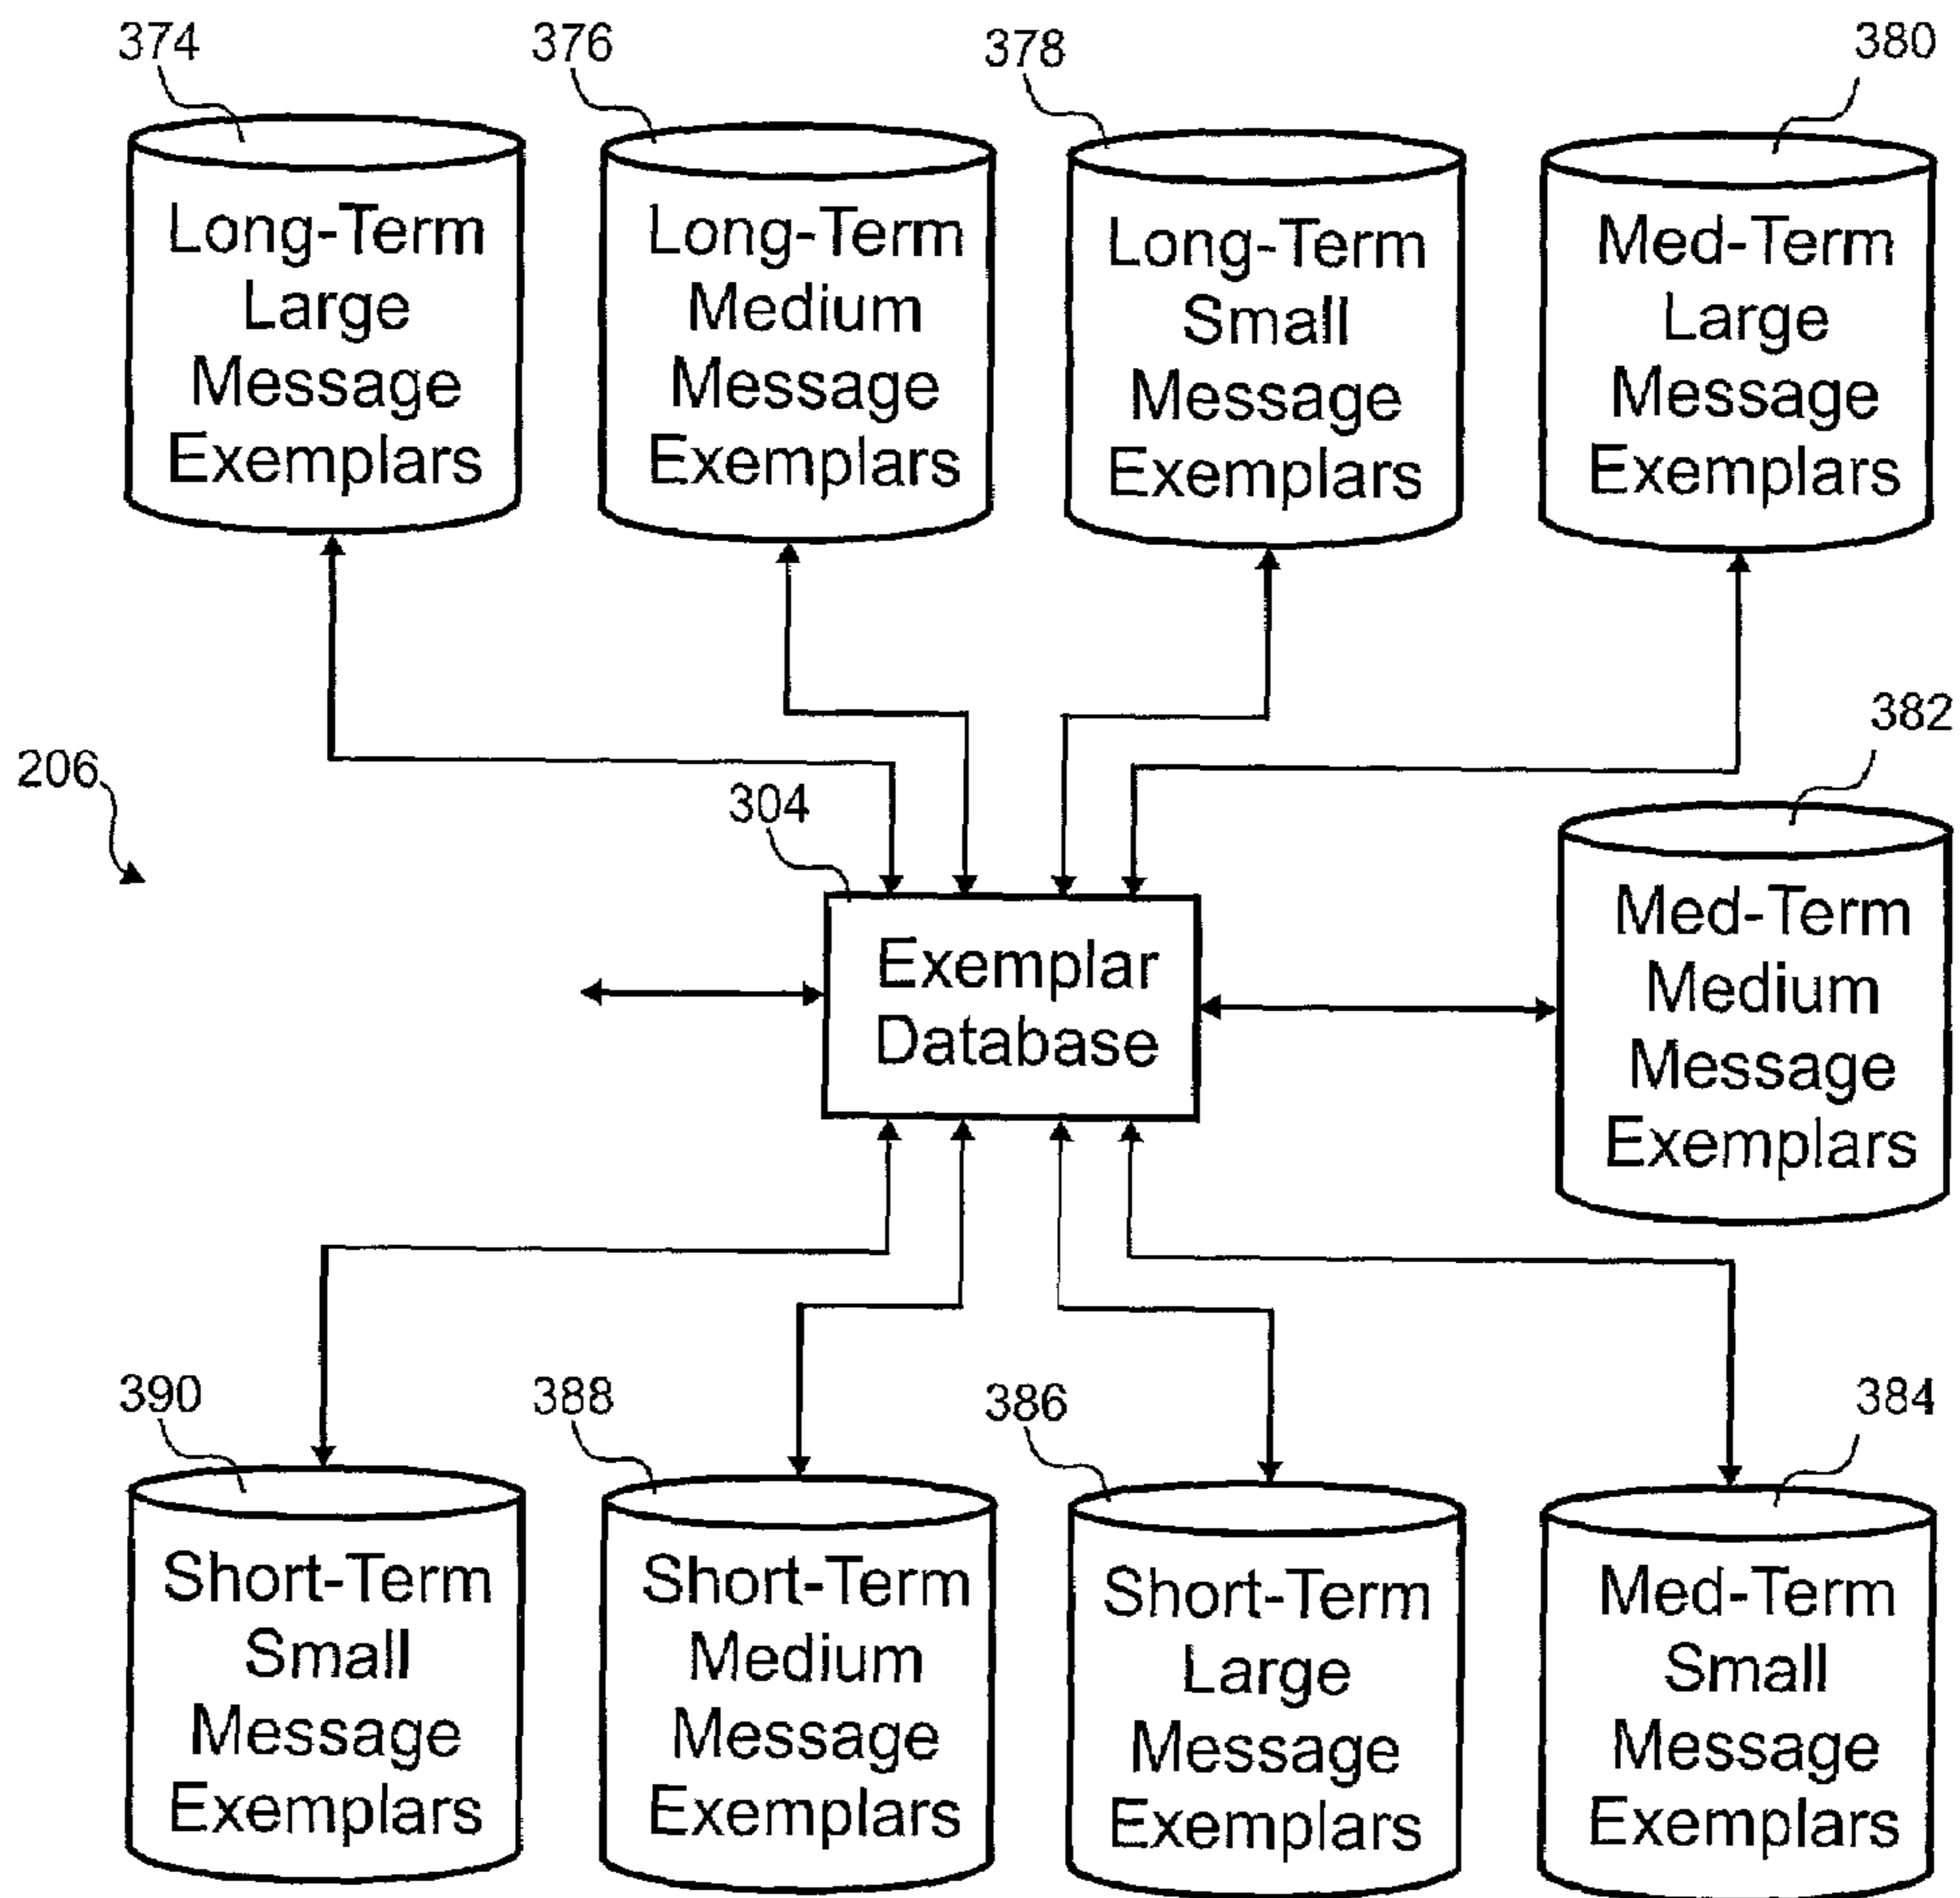 374
376
378
380
Long-Term
Large
Message
Exemplars
Long-Term
Medium
Message
Exemplars
Long-Term
Small
Message
Exemplars
Med-Term
Large
Message
Exemplars
206
304
382
Exemplar
Database
Med-Term
Medium
Message
Exemplars
390
388
386
384
Short-Term
Small
Message
Exemplars
Short-Term
Medium
Message
Exemplars
Short-Term
Large
Message
Exemplars
Med-Term
Small
Message
Exemplars